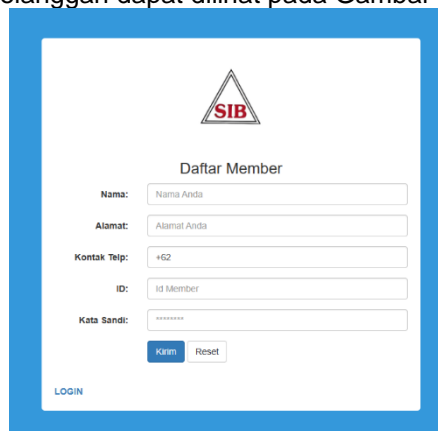 elanggan dapat dilihat pada Gambar
SIB
Daftar Member
Nama: Nama Anda
Alamat: Alamat Anda
Kontak Telp: +62
ID: Id Member
Kata Sandi: ********
Kirim Reset
LOGIN